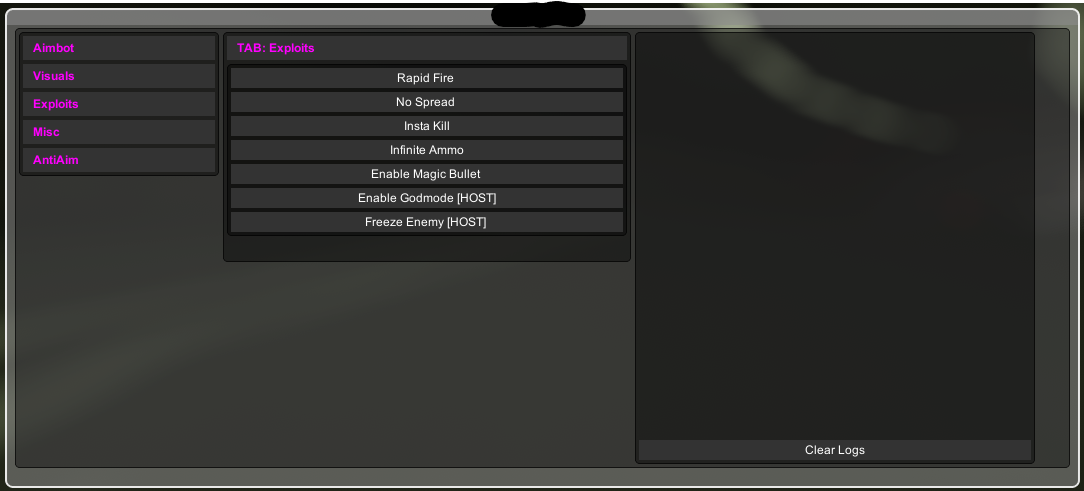 Aimbot
Visuals
Exploits
Misc
AntiAim
TAB: Exploits
Rapid Fire
No Spread
Insta Kill
Infinite Ammo
Enable Magic Bullet
Enable Godmode [HOST]
Freeze Enemy [HOST]
Clear Logs